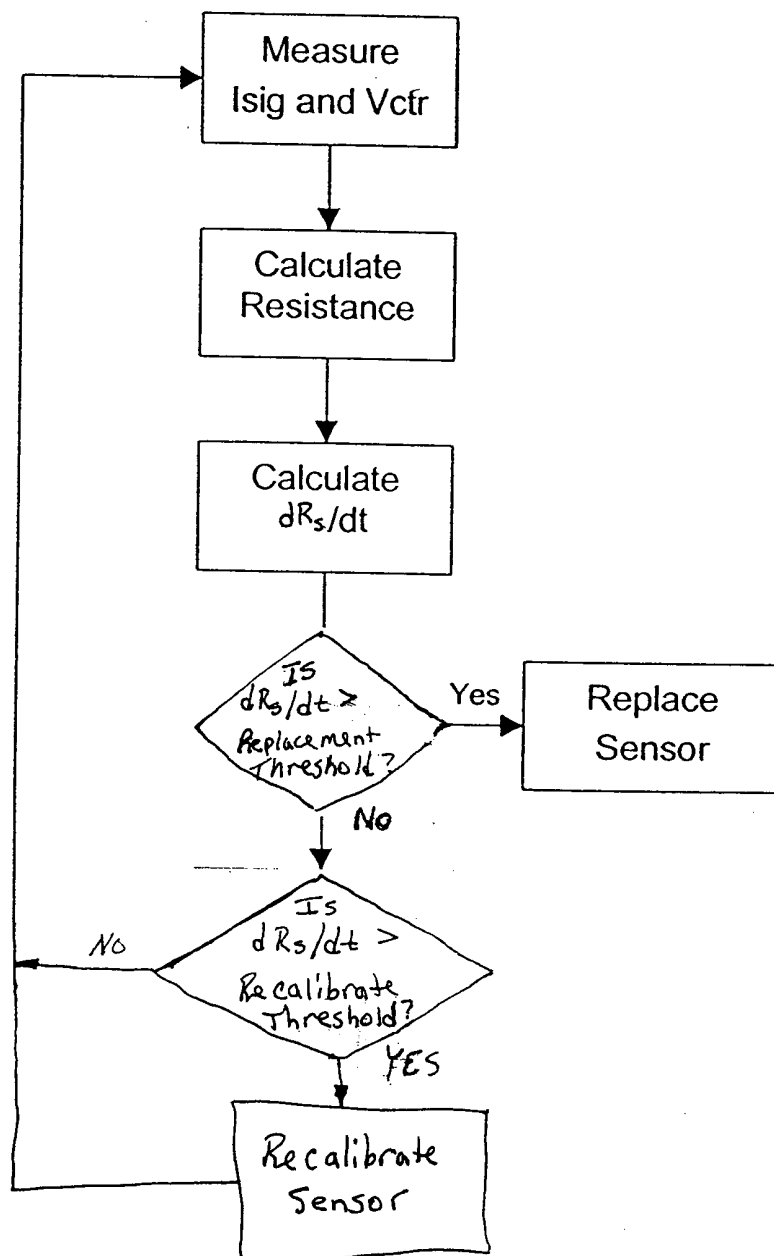 Measure
Isig and Vctr
Calculate
Resistance
Calculate
dRs/dt
Is
dRs/dt >
Replacement
Threshold?
Yes
Replace
Sensor
No
Is
dRs/dt >
Recalibrate
Threshold?
No
YES
Recalibrate
Sensor